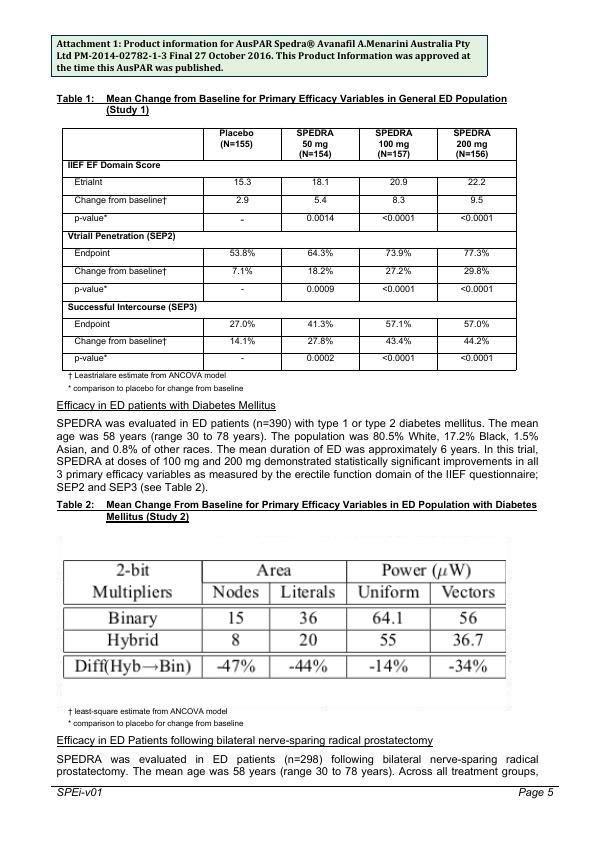 Attachment 1: Product information for AusPAR Spedra® Avanafil A.Menarini Australia Pty
Ltd PM-2014-02782-1-3 Final 27 October 2016. This Product Information was approved at
the time this AusPAR was published.
Table 1: Mean Change from Baseline for Primary Efficacy Variables in General ED Population
(Study 1)
Placebo SPEDRA SPEDRA SPEDRA
(N=155) 50 mg 100 mg 200 mg
(N=154) (N=157) (N=156)
IIEF EF Domain Score
Etrialnt 15.3 18.1 20.9 22.2
Change from baseline† 2.9 5.4 8.3 9.5
p-value* - 0.0014 <0.0001 <0.0001
Vtriall Penetration (SEP2)
Endpoint 53.8% 64.3% 73.9% 77.3%
Change from baseline† 7.1% 18.2% 27.2% 29.8%
p-value* - 0.0009 <0.0001 <0.0001
Successful Intercourse (SEP3)
Endpoint 27.0% 41.3% 57.1% 57.0%
Change from baseline† 14.1% 27.8% 43.4% 44.2%
p-value* - 0.0002 <0.0001 <0.0001
† Leastrialare estimate from ANCOVA model
* comparison to placebo for change from baseline
Efficacy in ED patients with Diabetes Mellitus
SPEDRA was evaluated in ED patients (n=390) with type 1 or type 2 diabetes mellitus. The mean
age was 58 years (range 30 to 78 years). The population was 80.5% White, 17.2% Black, 1.5%
Asian, and 0.8% of other races. The mean duration of ED was approximately 6 years. In this trial,
SPEDRA at doses of 100 mg and 200 mg demonstrated statistically significant improvements in all
3 primary efficacy variables as measured by the erectile function domain of the IIEF questionnaire;
SEP2 and SEP3 (see Table 2).
Table 2: Mean Change From Baseline for Primary Efficacy Variables in ED Population with Diabetes
Mellitus (Study 2)
2-bit Area Power (μW)
Multipliers Nodes Literals Uniform Vectors
Binary 15 36 64.1 56
Hybrid 8 20 55 36.7
Diff(Hyb→Bin) -47% -44% -14% -34%
† least-square estimate from ANCOVA model
* comparison to placebo for change from baseline
Efficacy in ED Patients following bilateral nerve-sparing radical prostatectomy
SPEDRA was evaluated in ED patients (n=298) following bilateral nerve-sparing radical
prostatectomy. The mean age was 58 years (range 30 to 78 years). Across all treatment groups,
SPEi-v01 Page 5